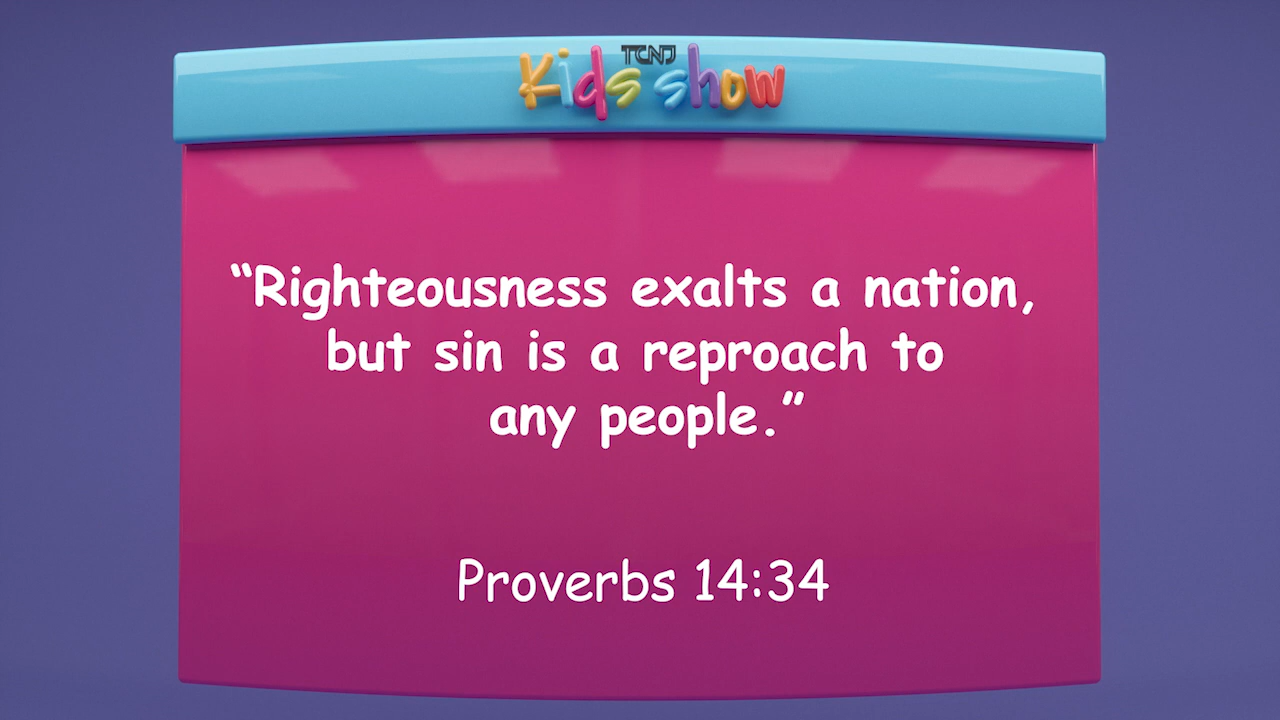 TCNJ
Kids show
“Righteousness exalts a nation,
but sin is a reproach to
any people.”
Proverbs 14:34